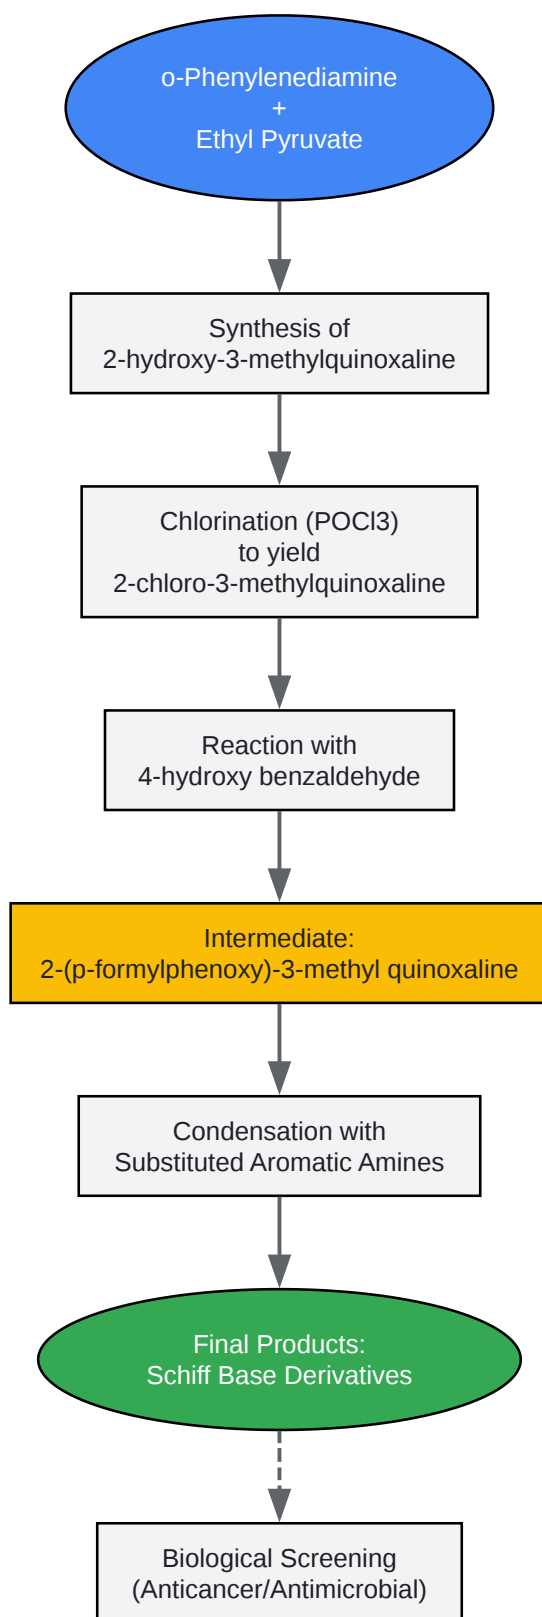 o-Phenylenediamine
+
Ethyl Pyruvate
Synthesis of
2-hydroxy-3-methylquinoxaline
Chlorination (POCl3)
to yield
2-chloro-3-methylquinoxaline
Reaction with
4-hydroxy benzaldehyde
Intermediate:
2-(p-formylphenoxy)-3-methyl quinoxaline
Condensation with
Substituted Aromatic Amines
Final Products:
Schiff Base Derivatives
Biological Screening
(Anticancer/Antimicrobial)